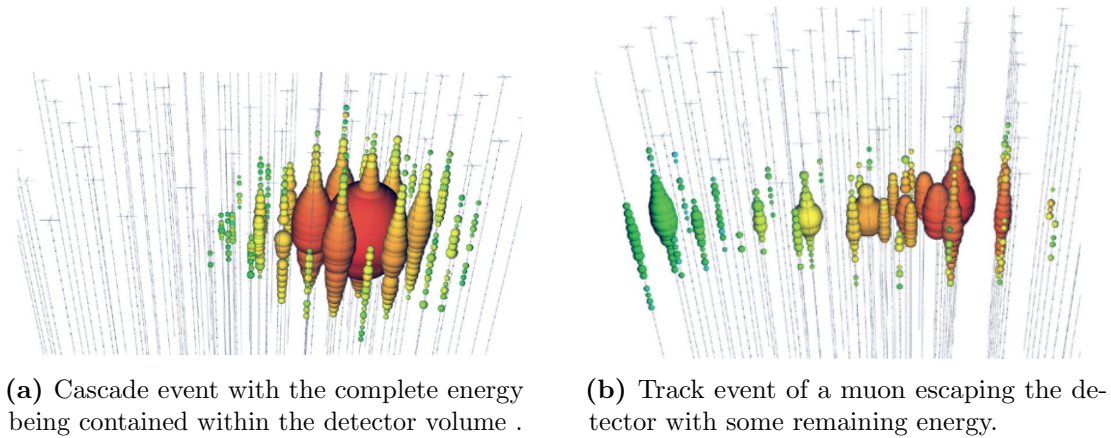 (a) Cascade event with the complete energy
being contained within the detector volume .
(b) Track event of a muon escaping the de-
tector with some remaining energy.